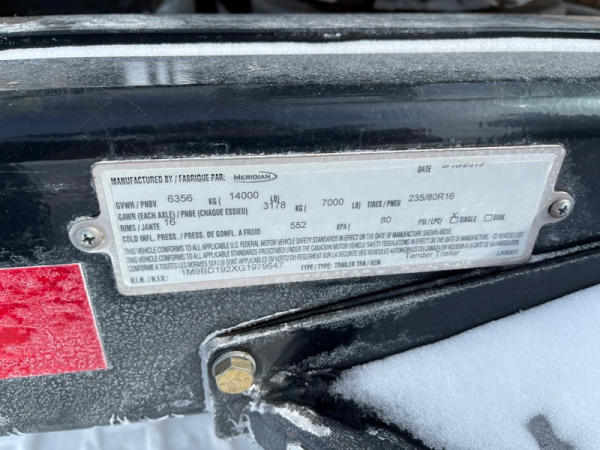 MANUFACTURED BY / FABRIQUE PAR: MERIDIAN DATE
GVWR / PNBV 6356 KG ( 14000 LB)
GAWR (EACH AXLE) / PNBE (CHAQUE ESSIEU) 3178 KG ( 7000 LB) TIRES / PNEU 235/80R16
RIMS / JANTE 16
COLD INFL. PRESS. / PRESS. DE GONFL. A FROID 552 KPA ( 80 PSI / LPC) SINGLE DUAL
THIS VEHICLE CONFORMS TO ALL APPLICABLE U.S. FEDERAL MOTOR VEHICLE SAFETY STANDARDS IN EFFECT ON THE DATE OF MANUFACTURE SHOWN ABOVE.
V.I.N. / N.I.V.: 1M9BD192XG1979547 TYPE / TYPE: TRAILER TRA / REM Tender Trailer